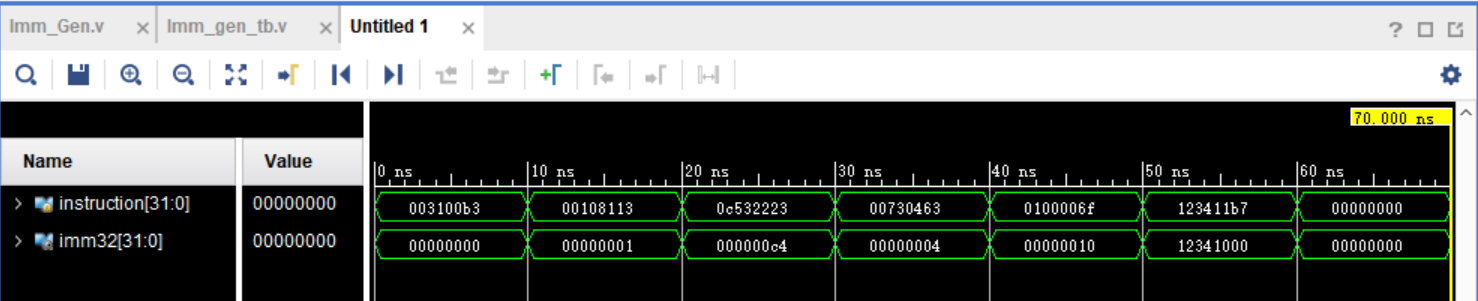 Imm_Gen.v × Imm_gen_tb.v × Untitled 1 ×
70.000 ns
Name Value 0 ns 10 ns 20 ns 30 ns 40 ns 50 ns 60 ns
instruction[31:0] 00000000 003100b3 00108113 0c532223 00730463 0100006f 123411b7 00000000
imm32[31:0] 00000000 00000000 00000001 000000c4 00000004 00000010 12341000 00000000